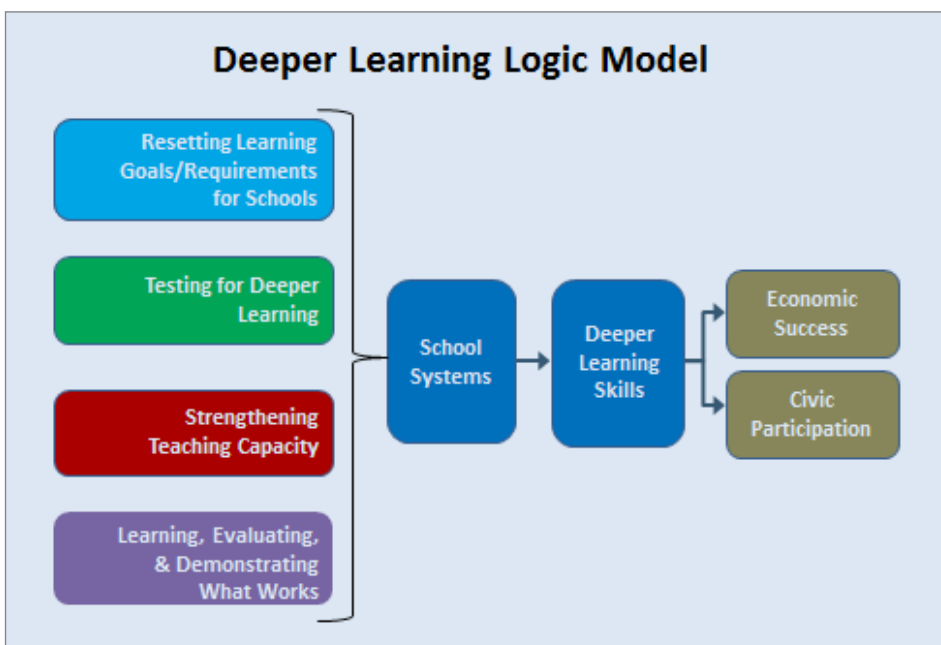 Deeper Learning Logic Model
Resetting Learning
Goals/Requirements
for Schools
Testing for Deeper
Learning
Strengthening
Teaching Capacity
Learning, Evaluating,
& Demonstrating
What Works
School
Systems
Deeper
Learning
Skills
Economic
Success
Civic
Participation